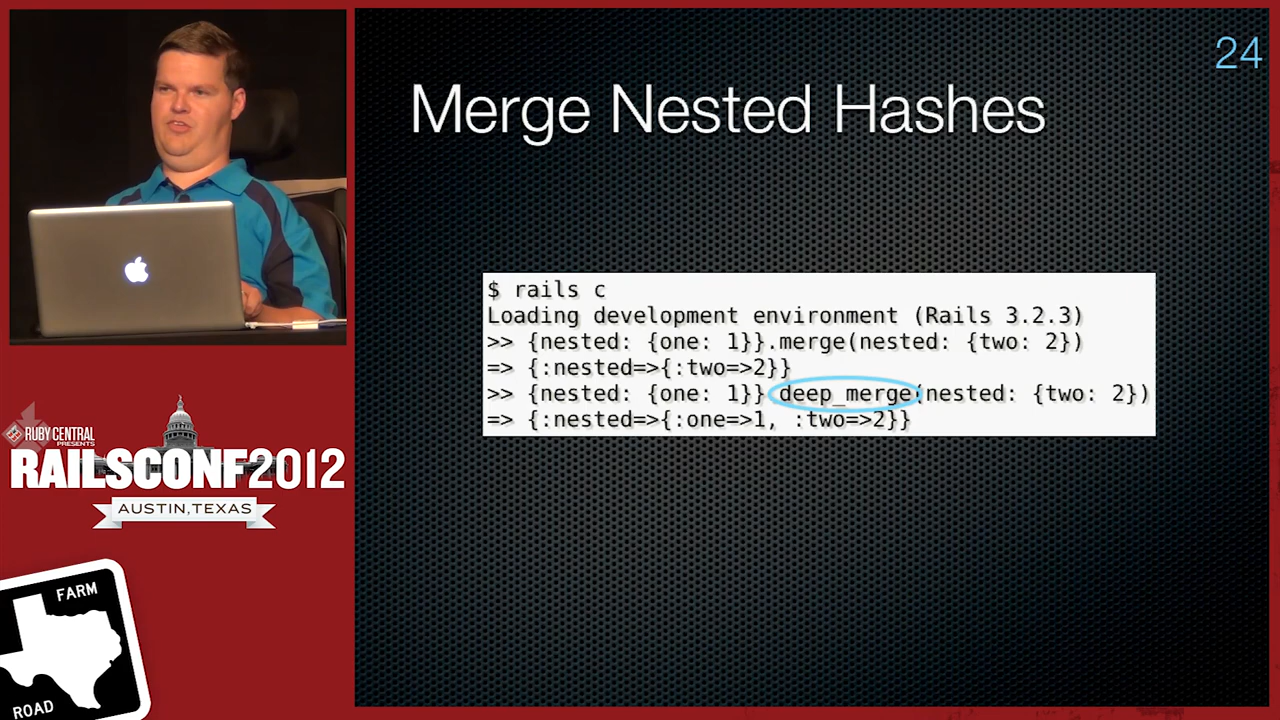 24
Merge Nested Hashes
$ rails c
Loading development environment (Rails 3.2.3)
>> {nested: {one: 1}}.merge(nested: {two: 2})
=> {:nested=>{:two=>2}}
>> {nested: {one: 1}}.deep_merge(nested: {two: 2})
=> {:nested=>{:one=>1, :two=>2}}
RUBY CENTRAL
PRESENTS
RAILSCONF2012
AUSTIN,TEXAS
FARM
ROAD